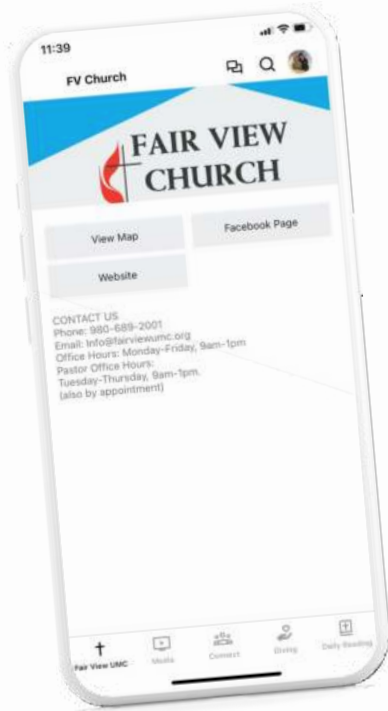 11:39
FV Church
FAIR VIEW
CHURCH
View Map
Facebook Page
Website
CONTACT US
Phone: 980-689-2001
Email: Info@fairviewumc.org
Office Hours: Monday-Friday, 9am-1pm
Pastor Office Hours:
Tuesday-Thursday, 9am-1pm.
(also by appointment)
Fair View UMC
Media
Connect
Giving
Daily Reading